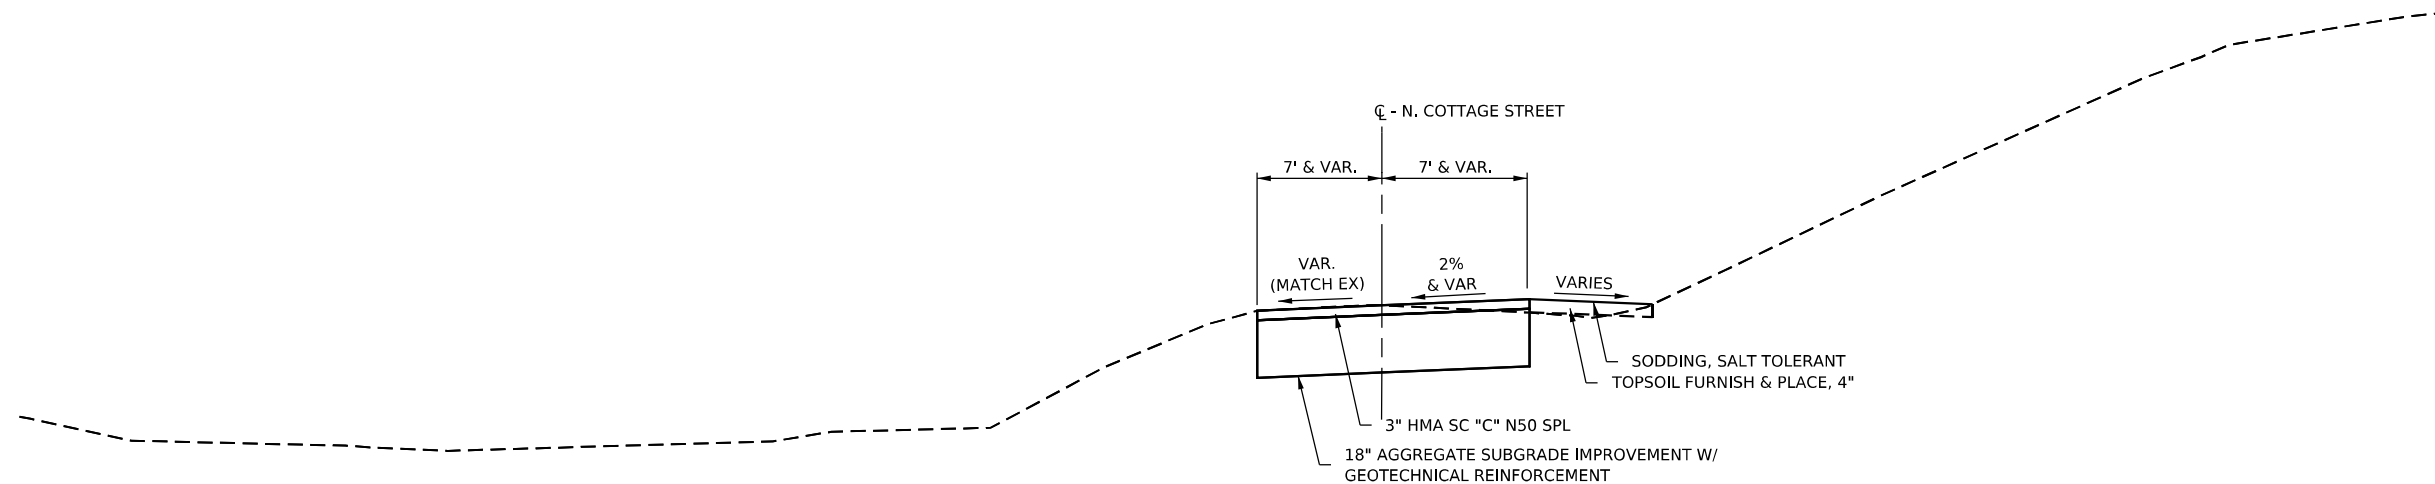 ℄ - N. COTTAGE STREET
7' & VAR.
7' & VAR.
VAR.
(MATCH EX)
2%
& VAR
VARIES
SODDING, SALT TOLERANT
TOPSOIL FURNISH & PLACE, 4"
3" HMA SC "C" N50 SPL
18" AGGREGATE SUBGRADE IMPROVEMENT W/
GEOTECHNICAL REINFORCEMENT